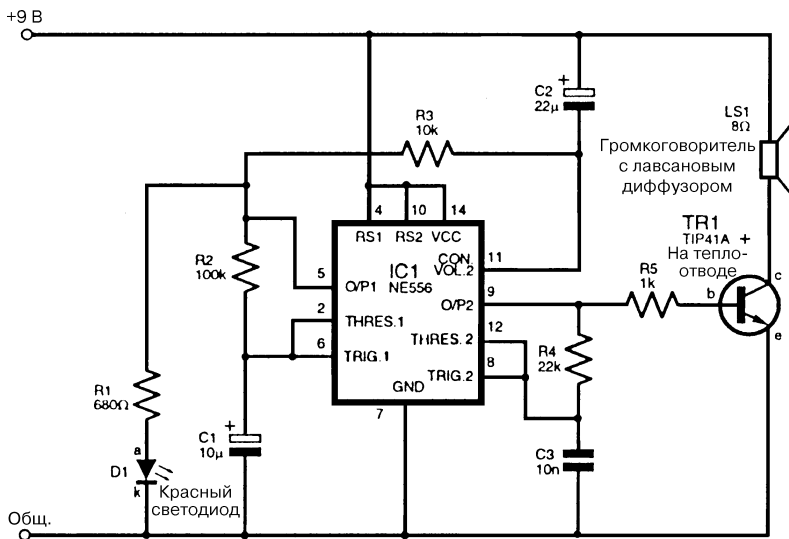 +9 В
R3
10k
C2
22µ
+
LS1
8Ω
Громкоговоритель
с лавсановым
диффузором
4
10
14
RS1
RS2
VCC
R2
100k
TR1
TIP41A +
На тепло-
отводе
CON.
VOL.2
11
IC1
NE556
5
O/P1
9
O/P2
R5
1k
b
c
e
2
THRES.1
12
THRES.2
6
TRIG.1
8
TRIG.2
R4
22k
GND
7
R1
680Ω
+
C1
10µ
C3
10n
a
D1
k
Красный
светодиод
Общ.